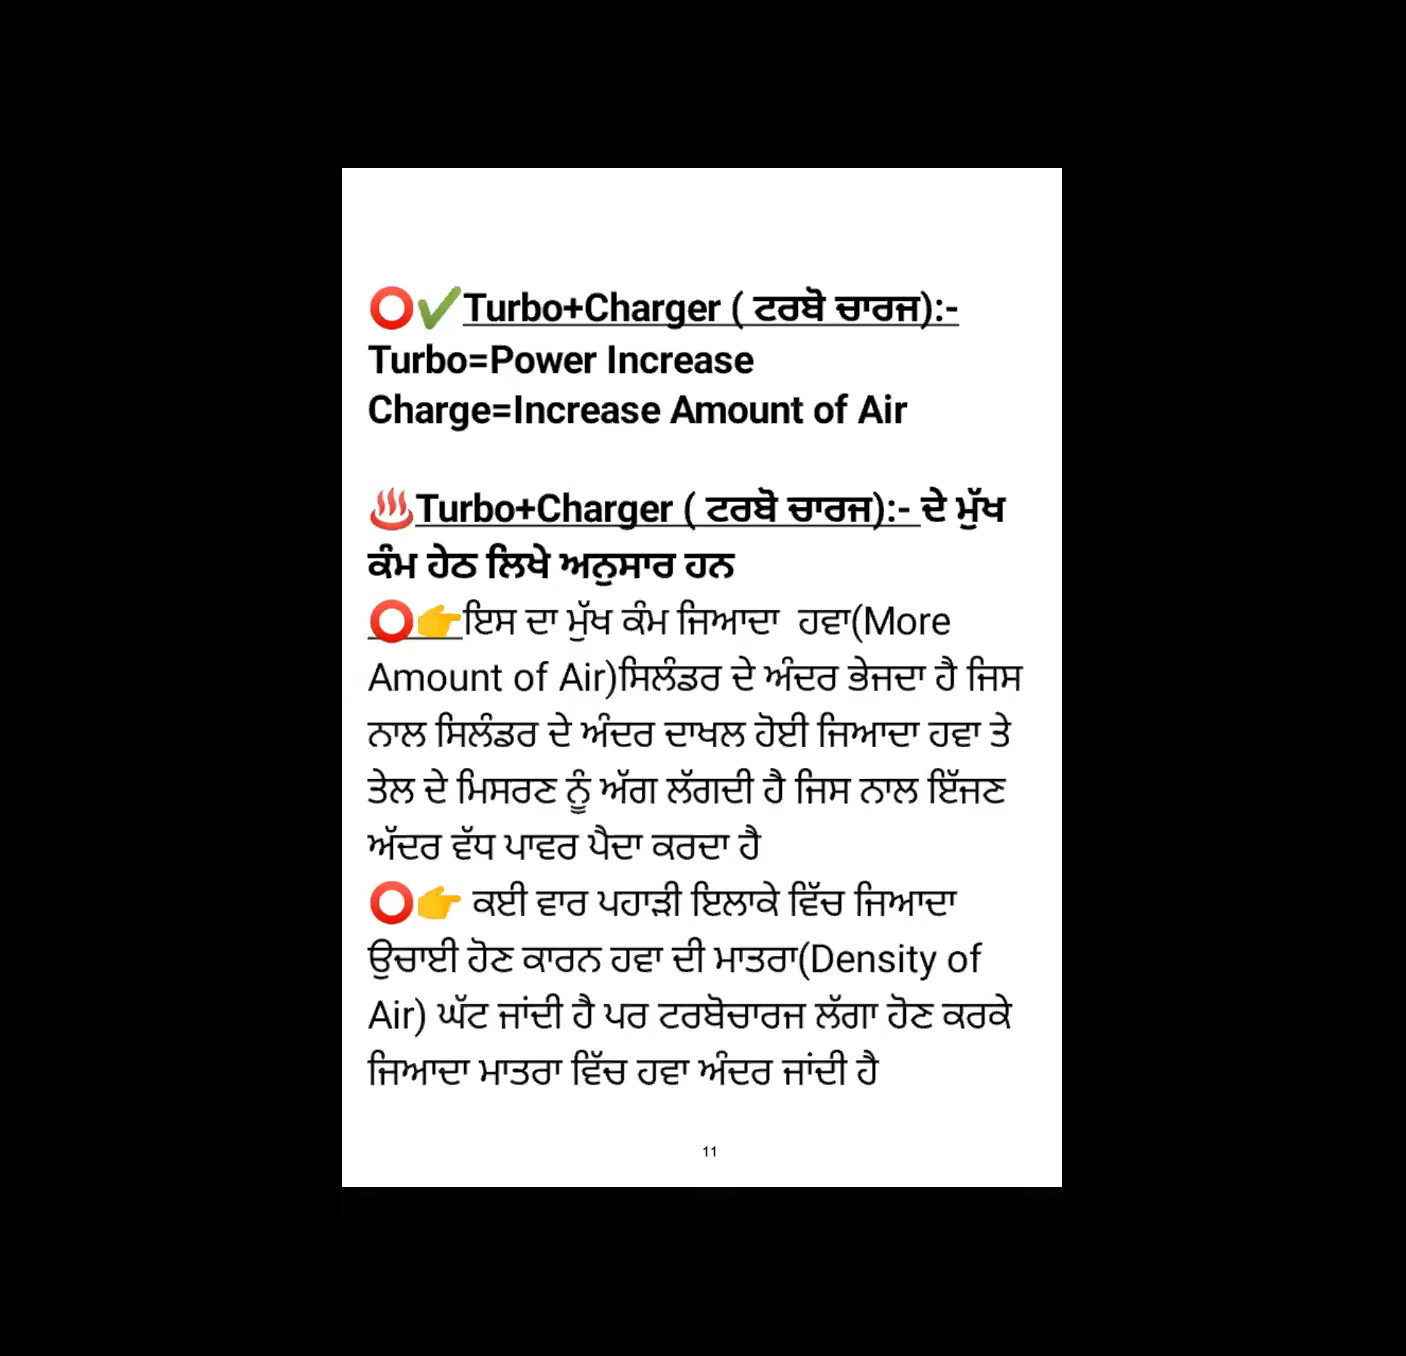 ⭕✔️Turbo+Charger ( ਟਰਬੋ ਚਾਰਜ):-
Turbo=Power Increase
Charge=Increase Amount of Air
♨️Turbo+Charger ( ਟਰਬੋ ਚਾਰਜ):- ਦੇ ਮੁੱਖ
ਕੰਮ ਹੇਠ ਲਿਖੇ ਅਨੁਸਾਰ ਹਨ
⭕👉ਇਸ ਦਾ ਮੁੱਖ ਕੰਮ ਜਿਆਦਾ  ਹਵਾ(More
Amount of Air)ਸਿਲੰਡਰ ਦੇ ਅੰਦਰ ਭੇਜਦਾ ਹੈ ਜਿਸ
ਨਾਲ ਸਿਲੰਡਰ ਦੇ ਅੰਦਰ ਦਾਖਲ ਹੋਈ ਜਿਆਦਾ ਹਵਾ ਤੇ
ਤੇਲ ਦੇ ਮਿਸਰਣ ਨੂੰ ਅੱਗ ਲੱਗਦੀ ਹੈ ਜਿਸ ਨਾਲ ਇੱਜਣ
ਅੱਦਰ ਵੱਧ ਪਾਵਰ ਪੈਦਾ ਕਰਦਾ ਹੈ
⭕👉 ਕਈ ਵਾਰ ਪਹਾੜੀ ਇਲਾਕੇ ਵਿੱਚ ਜਿਆਦਾ
ਉਚਾਈ ਹੋਣ ਕਾਰਨ ਹਵਾ ਦੀ ਮਾਤਰਾ(Density of
Air) ਘੱਟ ਜਾਂਦੀ ਹੈ ਪਰ ਟਰਬੋਚਾਰਜ ਲੱਗਾ ਹੋਣ ਕਰਕੇ
ਜਿਆਦਾ ਮਾਤਰਾ ਵਿੱਚ ਹਵਾ ਅੰਦਰ ਜਾਂਦੀ ਹੈ
11